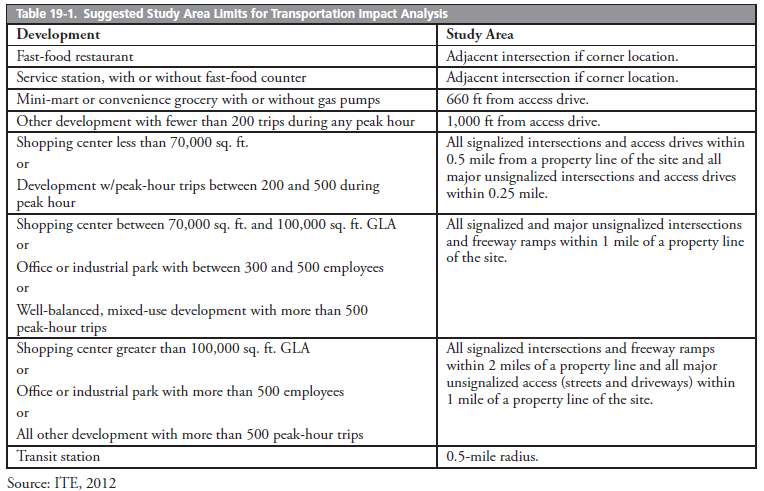 Table 19-1. Suggested Study Area Limits for Transportation Impact Analysis
Development Study Area
Fast-food restaurant Adjacent intersection if corner location.
Service station, with or without fast-food counter Adjacent intersection if corner location.
Mini-mart or convenience grocery with or without gas pumps 660 ft from access drive.
Other development with fewer than 200 trips during any peak hour 1,000 ft from access drive.
Shopping center less than 70,000 sq. ft.
or
Development w/peak-hour trips between 200 and 500 during
peak hour
All signalized intersections and access drives within
0.5 mile from a property line of the site and all
major unsignalized intersections and access drives
within 0.25 mile.
Shopping center between 70,000 sq. ft. and 100,000 sq. ft. GLA
or
Office or industrial park with between 300 and 500 employees
or
Well-balanced, mixed-use development with more than 500
peak-hour trips
All signalized and major unsignalized intersections
and freeway ramps within 1 mile of a property line
of the site.
Shopping center greater than 100,000 sq. ft. GLA
or
Office or industrial park with more than 500 employees
or
All other development with more than 500 peak-hour trips
All signalized intersections and freeway ramps
within 2 miles of a property line and all major
unsignalized access (streets and driveways) within
1 mile of a property line of the site.
Transit station 0.5-mile radius.
Source: ITE, 2012